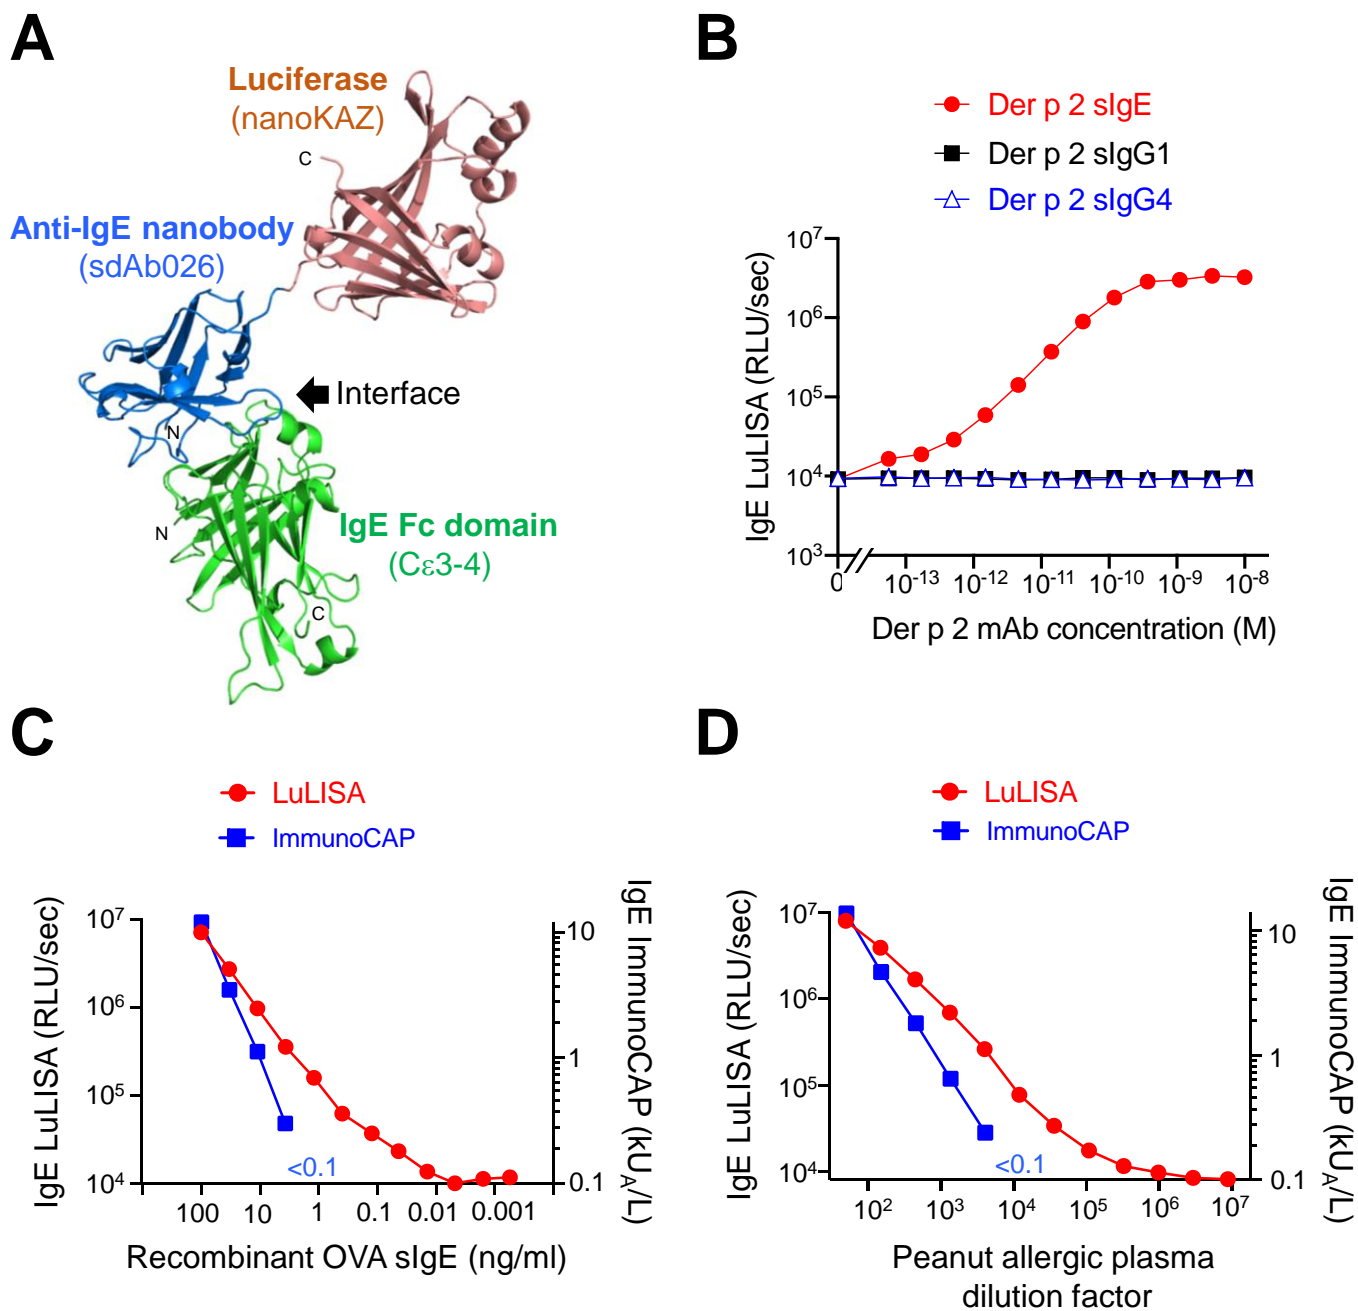 A
Luciferase
(nanoKAZ)
C
Anti-IgE nanobody
(sdAb026)
Interface
N
N
IgE Fc domain
(Cε3-4)
C
B
Der p 2 sIgE
Der p 2 sIgG1
Der p 2 sIgG4
IgE LuLISA (RLU/sec)
10⁷
10⁶
10⁵
10⁴
10³
0 10⁻¹³ 10⁻¹² 10⁻¹¹ 10⁻¹⁰ 10⁻⁹ 10⁻⁸
Der p 2 mAb concentration (M)
C
LuLISA
ImmunoCAP
IgE LuLISA (RLU/sec)
10⁷
10⁶
10⁵
10⁴
<0.1
10
1
0.1
IgE ImmunoCAP (kU_A/L)
100 10 1 0.1 0.01 0.001
Recombinant OVA sIgE (ng/ml)
D
LuLISA
ImmunoCAP
IgE LuLISA (RLU/sec)
10⁷
10⁶
10⁵
10⁴
<0.1
10
1
0.1
IgE ImmunoCAP (kU_A/L)
10² 10³ 10⁴ 10⁵ 10⁶ 10⁷
Peanut allergic plasma
dilution factor